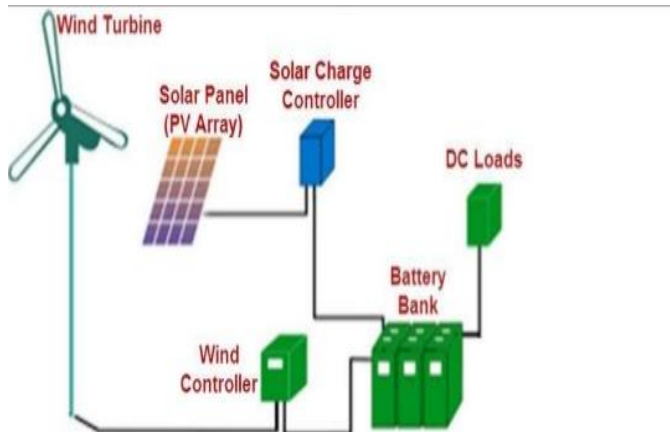 Wind Turbine
Solar Panel
(PV Array)
Solar Charge
Controller
DC Loads
Battery
Bank
Wind
Controller